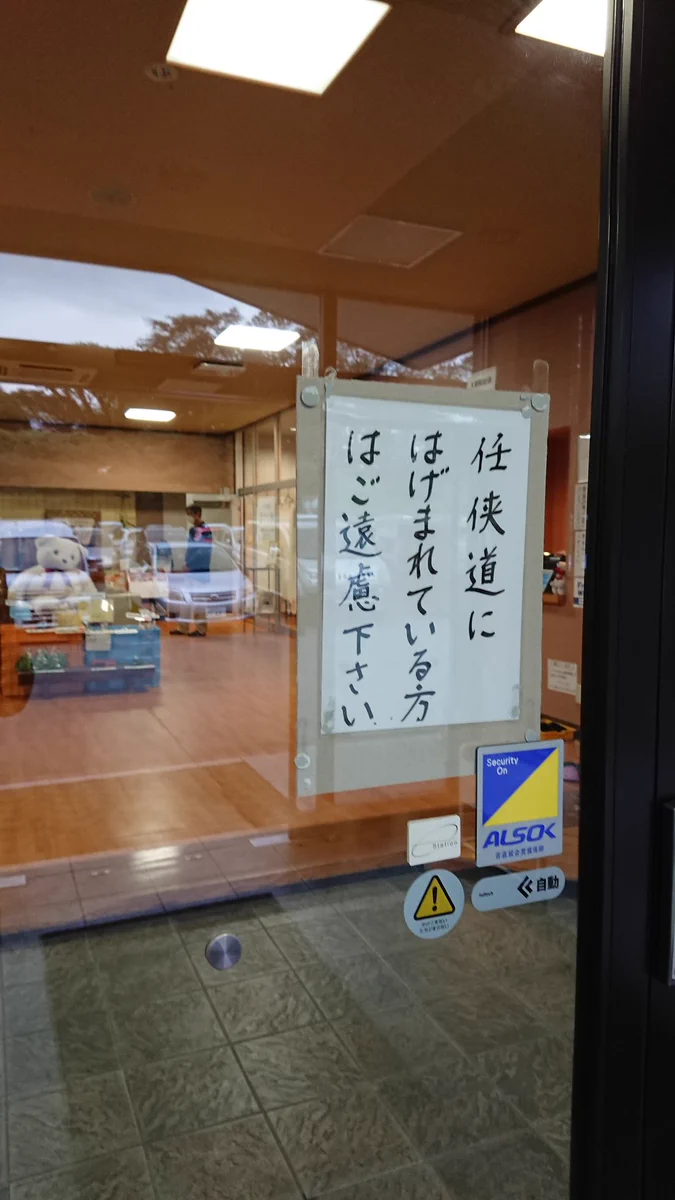 任侠道に
はげまれている方
はご遠慮下さい
Security
On
ALSOK
Station
自動